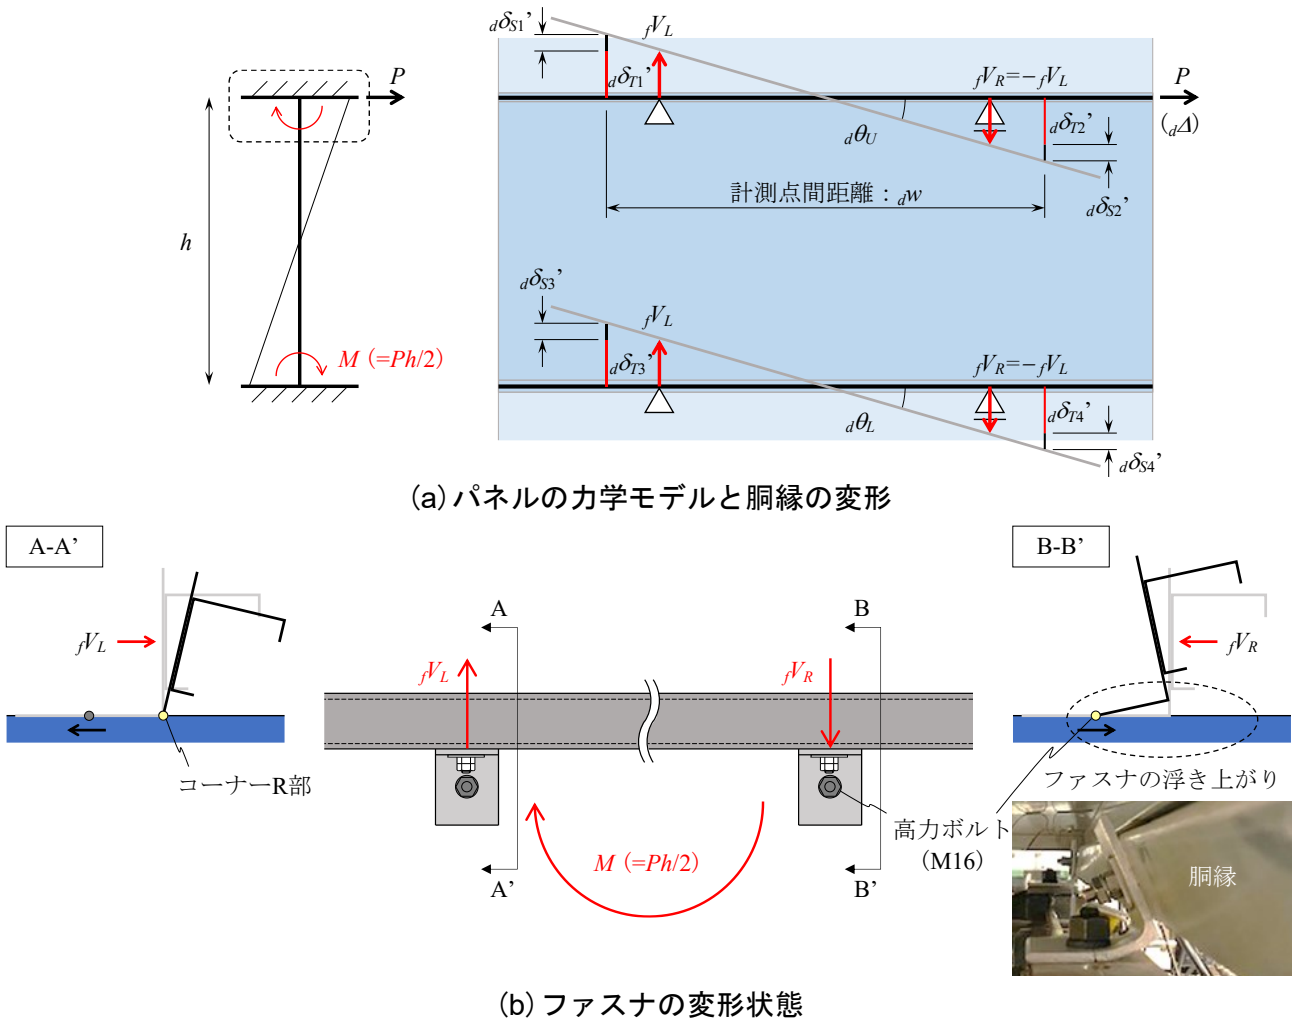 dδS1’
fVL
P
dδT1’
fVR=−fVL
P
(dΔ)
dδT2’
dθU
計測点間距離：dw
dδS2’
h
dδS3’
fVL
M (=Ph/2)
dδT3’
fVR=−fVL
dδT4’
dθL
dδS4’
(a) パネルの力学モデルと胴縁の変形
A-A’
B-B’
A
B
fVL
fVL
fVR
fVR
コーナーR部
ファスナの浮き上がり
高力ボルト
(M16)
M (=Ph/2)
A’
B’
胴縁
(b) ファスナの変形状態